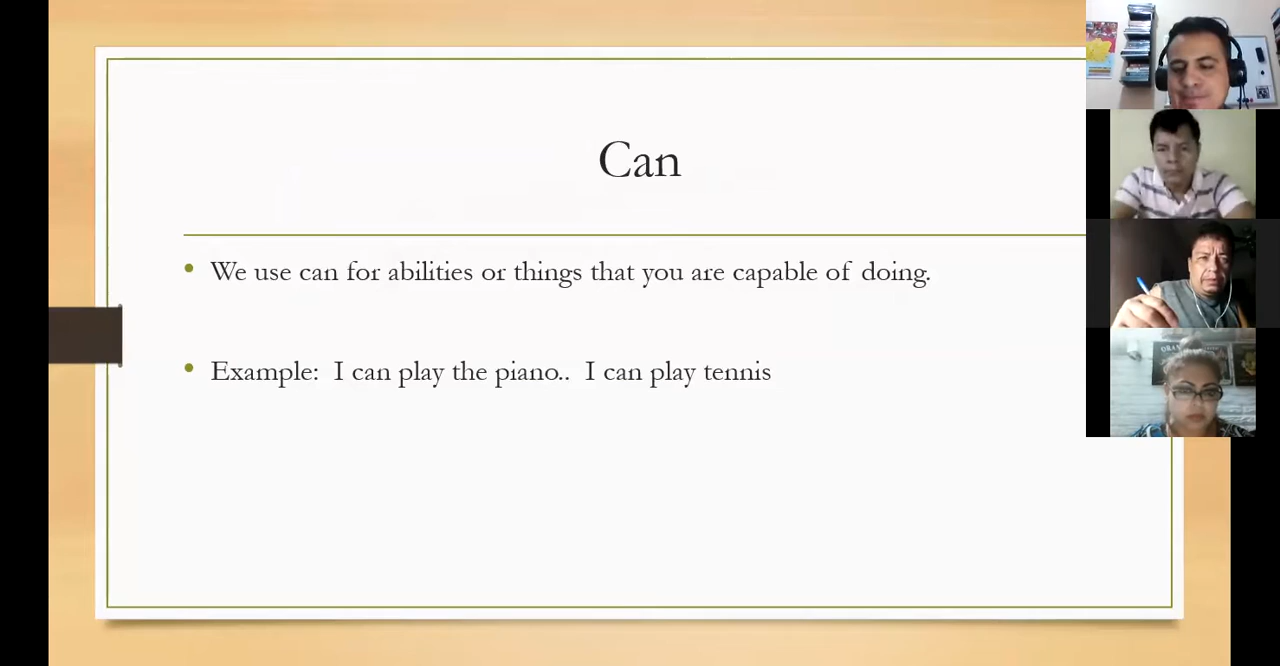 Can
We use can for abilities or things that you are capable of doing.
Example: I can play the piano.. I can play tennis